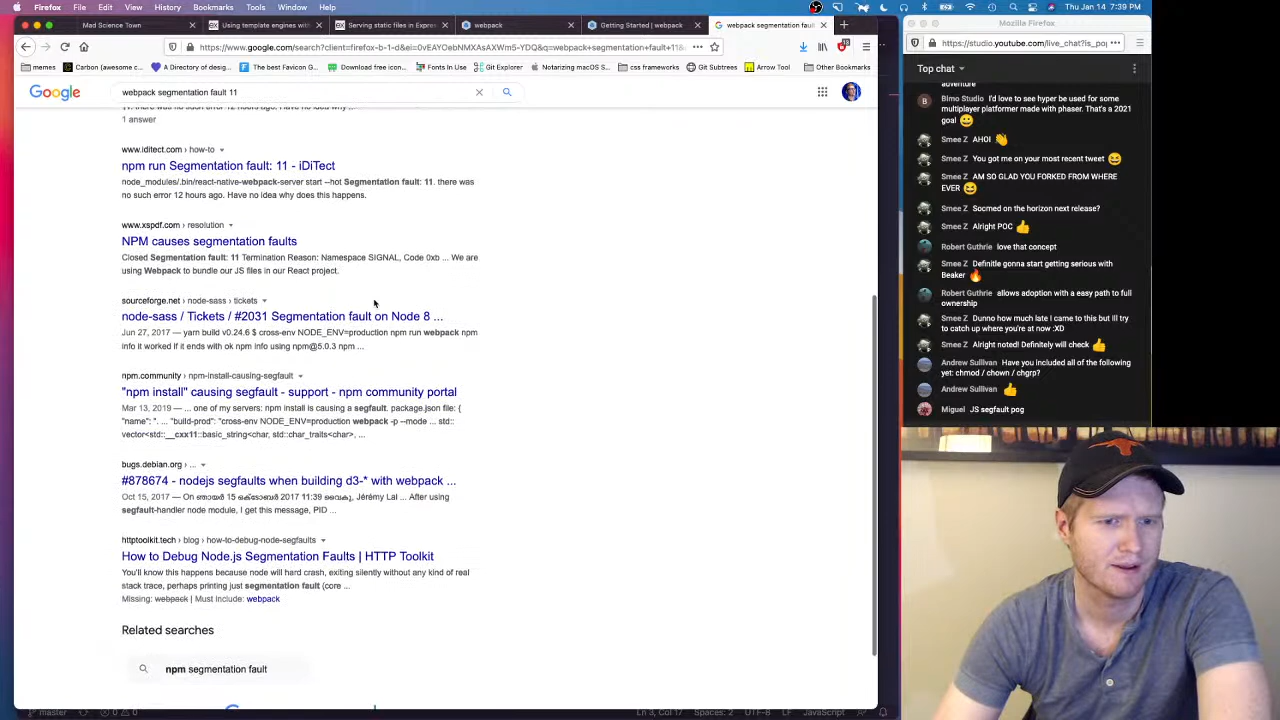 Firefox File Edit View History Bookmarks Tools Window Help
Mozilla Firefox
Mad Science Town
Using template engines with
Serving static files in Expres
webpack
Getting Started | webpack
webpack segmentation faul
https://www.google.com/search?client=firefox-b-1-d&ei=0vEAYOebNMXAsAXWm5-YDQ&q=webpack+segmentation+fault+11&
https://studio.youtube.com/live_chat?is_pop
memes
Carbon (awesome c...
A Directory of desig...
The best Favicon G...
Download free icon...
Fonts In Use
Git Explorer
Notarizing macOS S...
css frameworks
Git Subtrees
Arrow Tool
Other Bookmarks
Google
webpack segmentation fault 11
1 answer
www.iditect.com › how-to
npm run Segmentation fault: 11 - iDiTect
node_modules/.bin/react-native-webpack-server start --hot Segmentation fault: 11. there was
no such error 12 hours ago. Have no idea why does this happens.
www.xspdf.com › resolution
NPM causes segmentation faults
Closed Segmentation fault: 11 Termination Reason: Namespace SIGNAL, Code 0xb ... We are
using Webpack to bundle our JS files in our React project.
sourceforge.net › node-sass › tickets
node-sass / Tickets / #2031 Segmentation fault on Node 8 ...
Jun 27, 2017 — yarn build v0.24.6 $ cross-env NODE_ENV=production npm run webpack npm
info it worked if it ends with ok npm info using npm@5.0.3 npm ...
npm.community › npm-install-causing-segfault
"npm install" causing segfault - support - npm community portal
Mar 13, 2019 — ... one of my servers: npm install is causing a segfault. package.json file: {
"name": ". ... "build-prod": "cross-env NODE_ENV=production webpack -p --mode ... std::
vector<std::__cxx11::basic_string<char, std::char_traits<char>, ...
bugs.debian.org › ...
#878674 - nodejs segfaults when building d3-* with webpack ...
Oct 15, 2017 — On ഞായര്‍ 15 ഒക്ടോബര്‍ 2017 11:39 വൈകു, Jérémy Lal ... After using
segfault-handler node module, I get this message, PID ...
httptoolkit.tech › blog › how-to-debug-node-segfaults
How to Debug Node.js Segmentation Faults | HTTP Toolkit
You'll know this happens because node will hard crash, exiting silently without any kind of real
stack trace, perhaps printing just segmentation fault (core ...
Missing: webpack | Must include: webpack
Related searches
npm segmentation fault
master
0 0
Ln 3, Col 17 Spaces: 2 UTF-8 LF JavaScript
Top chat
adventure
Bimo Studio I'd love to see hyper be used for some
multiplayer platformer made with phaser. That's a 2021
goal 😀
Smee Z AHOI 👋
Smee Z You got me on your most recent tweet 😆
Smee Z AM SO GLAD YOU FORKED FROM WHERE
EVER 😆
Smee Z Socmed on the horizon next release?
Smee Z Alright POC 👍
Robert Guthrie love that concept
Smee Z Definitle gonna start getting serious with
Beaker 🔥
Robert Guthrie allows adoption with a easy path to full
ownership
Smee Z Dunno how much late I came to this but Ill try
to catch up where you're at now :XD
Smee Z Alright noted! Definitely will check 👍
Andrew Sullivan Have you included all of the following
yet: chmod / chown / chgrp?
Andrew Sullivan 👍
Miguel JS segfault pog